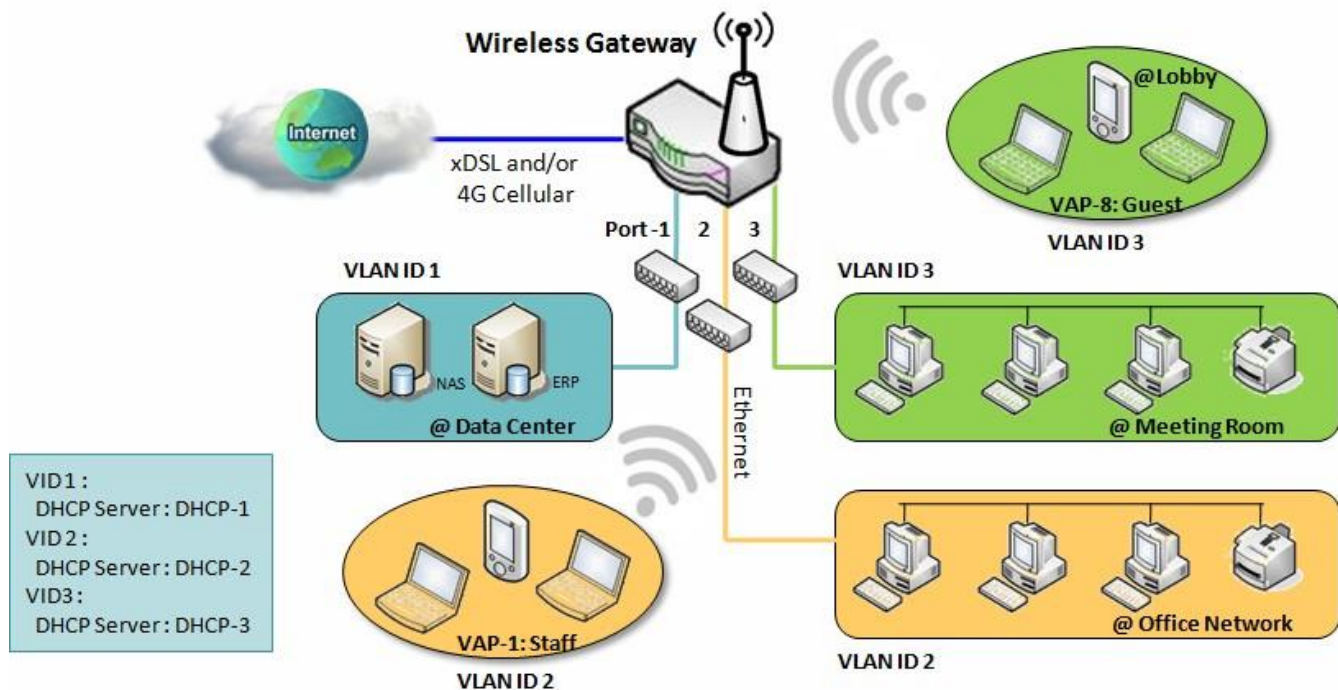 Wireless Gateway
Internet
xDSL and/or
4G Cellular
@Lobby
VAP-8: Guest
VLAN ID 3
Port -1 2 3
VLAN ID 1
NAS
ERP
@ Data Center
VLAN ID 3
@ Meeting Room
Ethernet
VID1 :
DHCP Server : DHCP-1
VID2 :
DHCP Server : DHCP-2
VID3:
DHCP Server : DHCP-3
VAP-1: Staff
VLAN ID 2
@ Office Network
VLAN ID 2